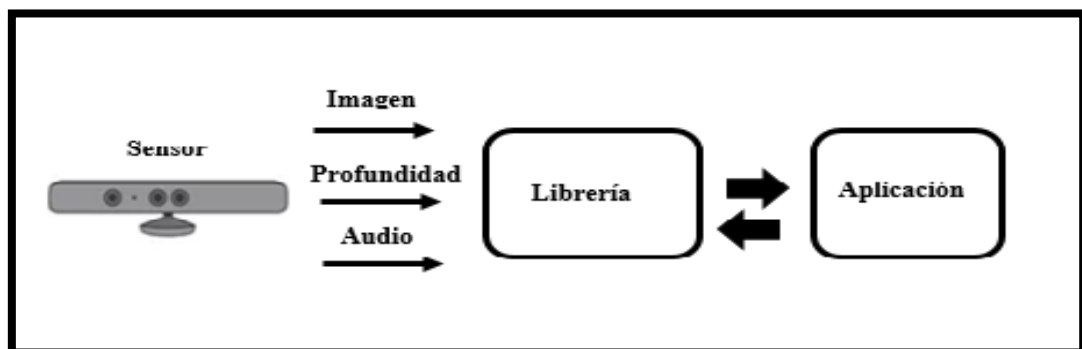 Sensor
Imagen
Profundidad
Audio
Librería
Aplicación